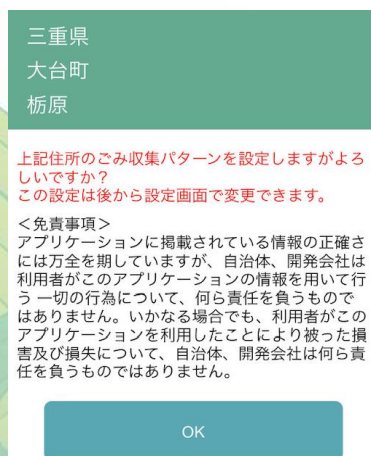 三重県
大台町
栃原
上記住所のごみ収集パターンを設定しますがよろ
しいですか？
この設定は後から設定画面で変更できます。
＜免責事項＞
アプリケーションに掲載されている情報の正確さ
には万全を期していますが、自治体、開発会社は
利用者がこのアプリケーションの情報を用いて行
う 一切の行為について、何ら責任を負うもので
はありません。いかなる場合でも、利用者がこの
アプリケーションを利用したことにより被った損
害及び損失について、自治体、開発会社は何ら責
任を負うものではありません。
OK